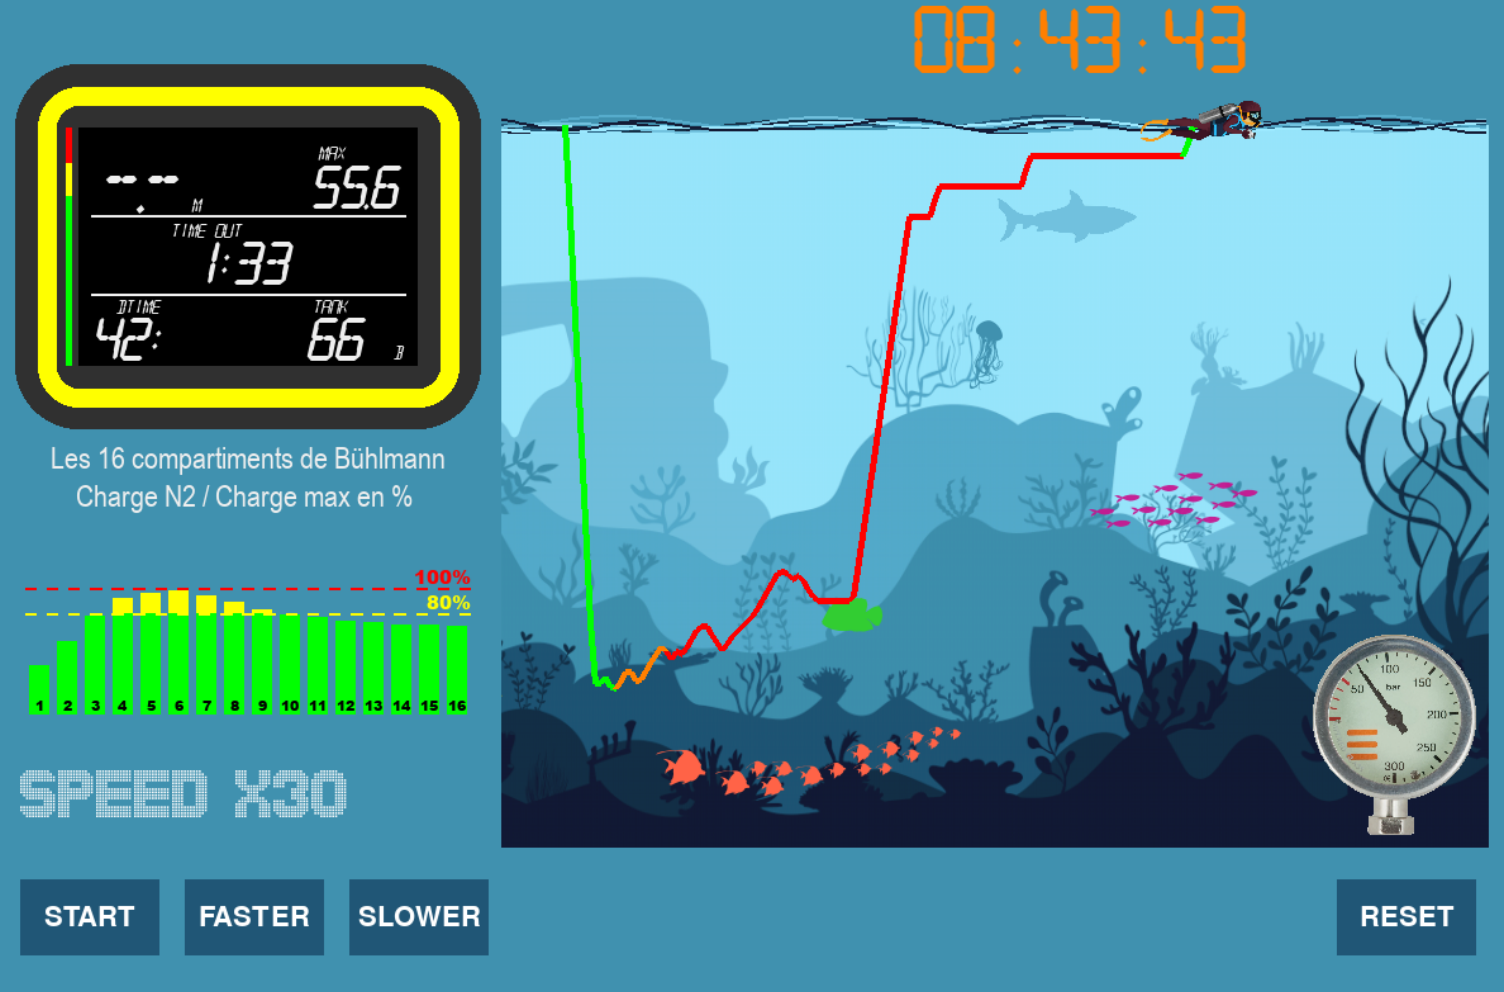 08:43:43
MAX
-- -- . M 55.6
TIME OUT
1:33
DTIME TANK
42: 66 B
Les 16 compartiments de Bühlmann
Charge N2 / Charge max en %
100%
80%
1 2 3 4 5 6 7 8 9 10 11 12 13 14 15 16
SPEED X30
50 100 150 200 250 300
bar
START FASTER SLOWER RESET